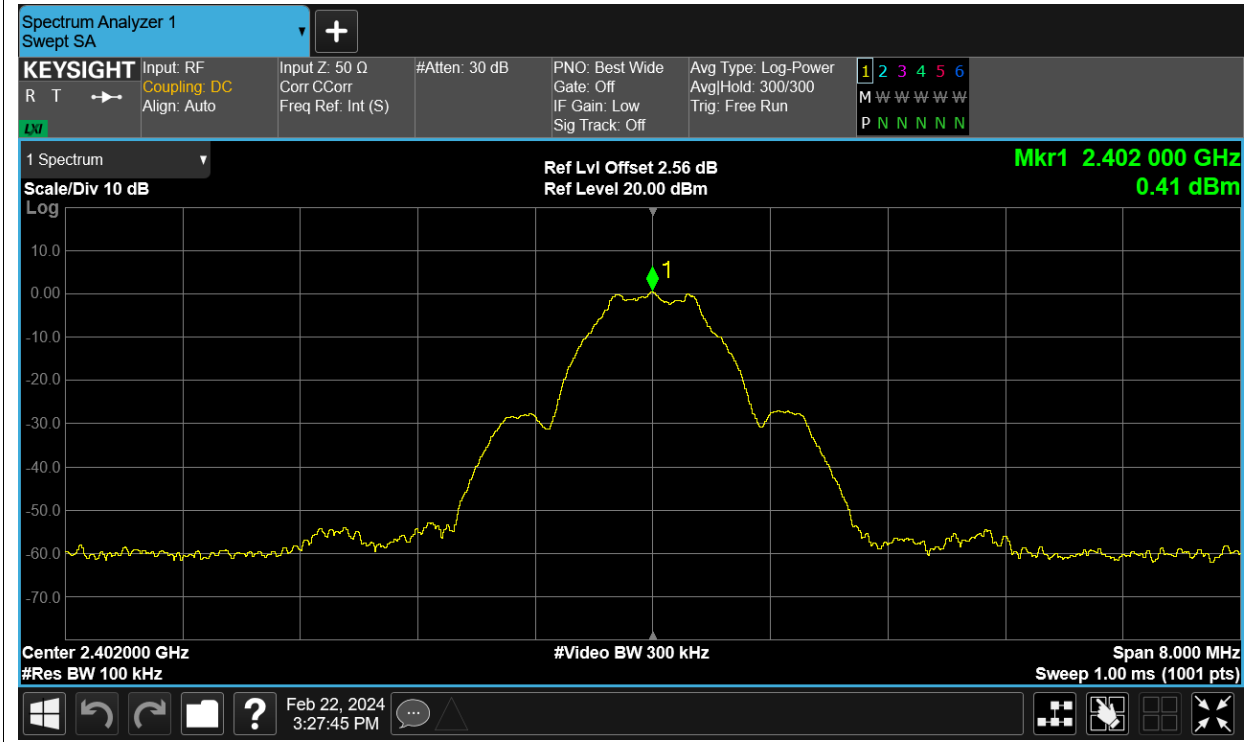 Spectrum Analyzer 1
Swept SA
KEYSIGHT
R T
LXI
Input: RF
Coupling: DC
Align: Auto
Input Z: 50 Ω
Corr CCorr
Freq Ref: Int (S)
#Atten: 30 dB
PNO: Best Wide
Gate: Off
IF Gain: Low
Sig Track: Off
Avg Type: Log-Power
Avg|Hold: 300/300
Trig: Free Run
1 2 3 4 5 6
M W W W W W
P N N N N N
1 Spectrum
Scale/Div 10 dB
Log
Ref Lvl Offset 2.56 dB
Ref Level 20.00 dBm
Mkr1 2.402 000 GHz
0.41 dBm
1
10.0
0.00
-10.0
-20.0
-30.0
-40.0
-50.0
-60.0
-70.0
Center 2.402000 GHz
#Res BW 100 kHz
#Video BW 300 kHz
Span 8.000 MHz
Sweep 1.00 ms (1001 pts)
?
Feb 22, 2024
3:27:45 PM